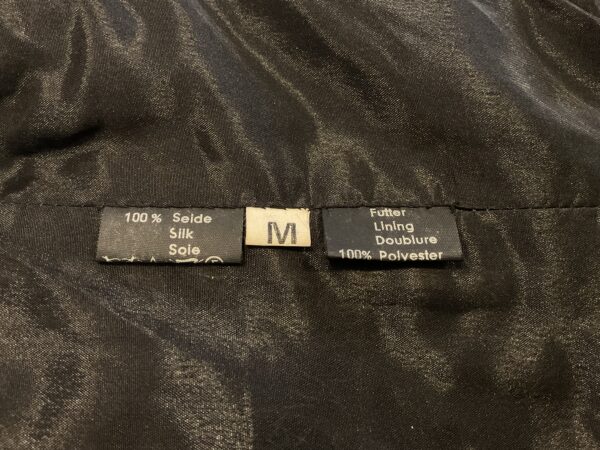 100% Seide
Silk
Soie
M
Futter
Lining
Doublure
100% Polyester